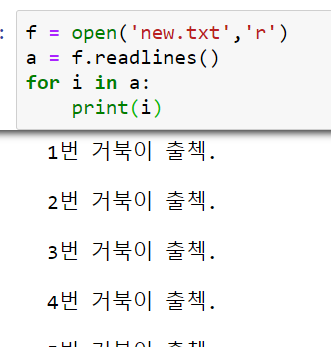 : f = open('new.txt','r')
a = f.readlines()
for i in a:
    print(i)
1번 거북이 출첵.
2번 거북이 출첵.
3번 거북이 출첵.
4번 거북이 출첵.